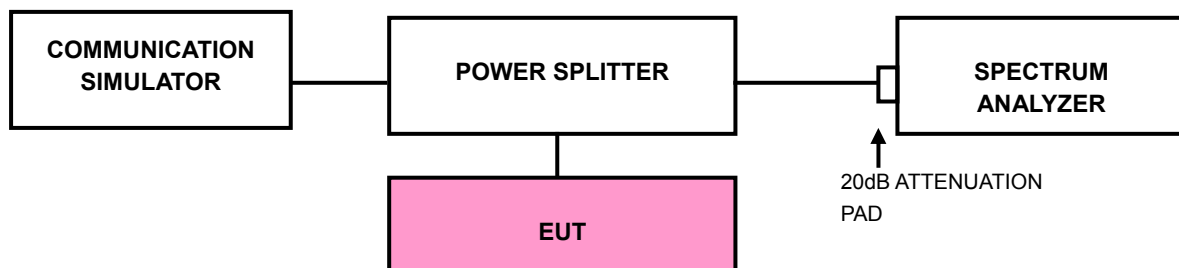 COMMUNICATION
SIMULATOR
POWER SPLITTER
SPECTRUM
ANALYZER
20dB ATTENUATION
PAD
EUT